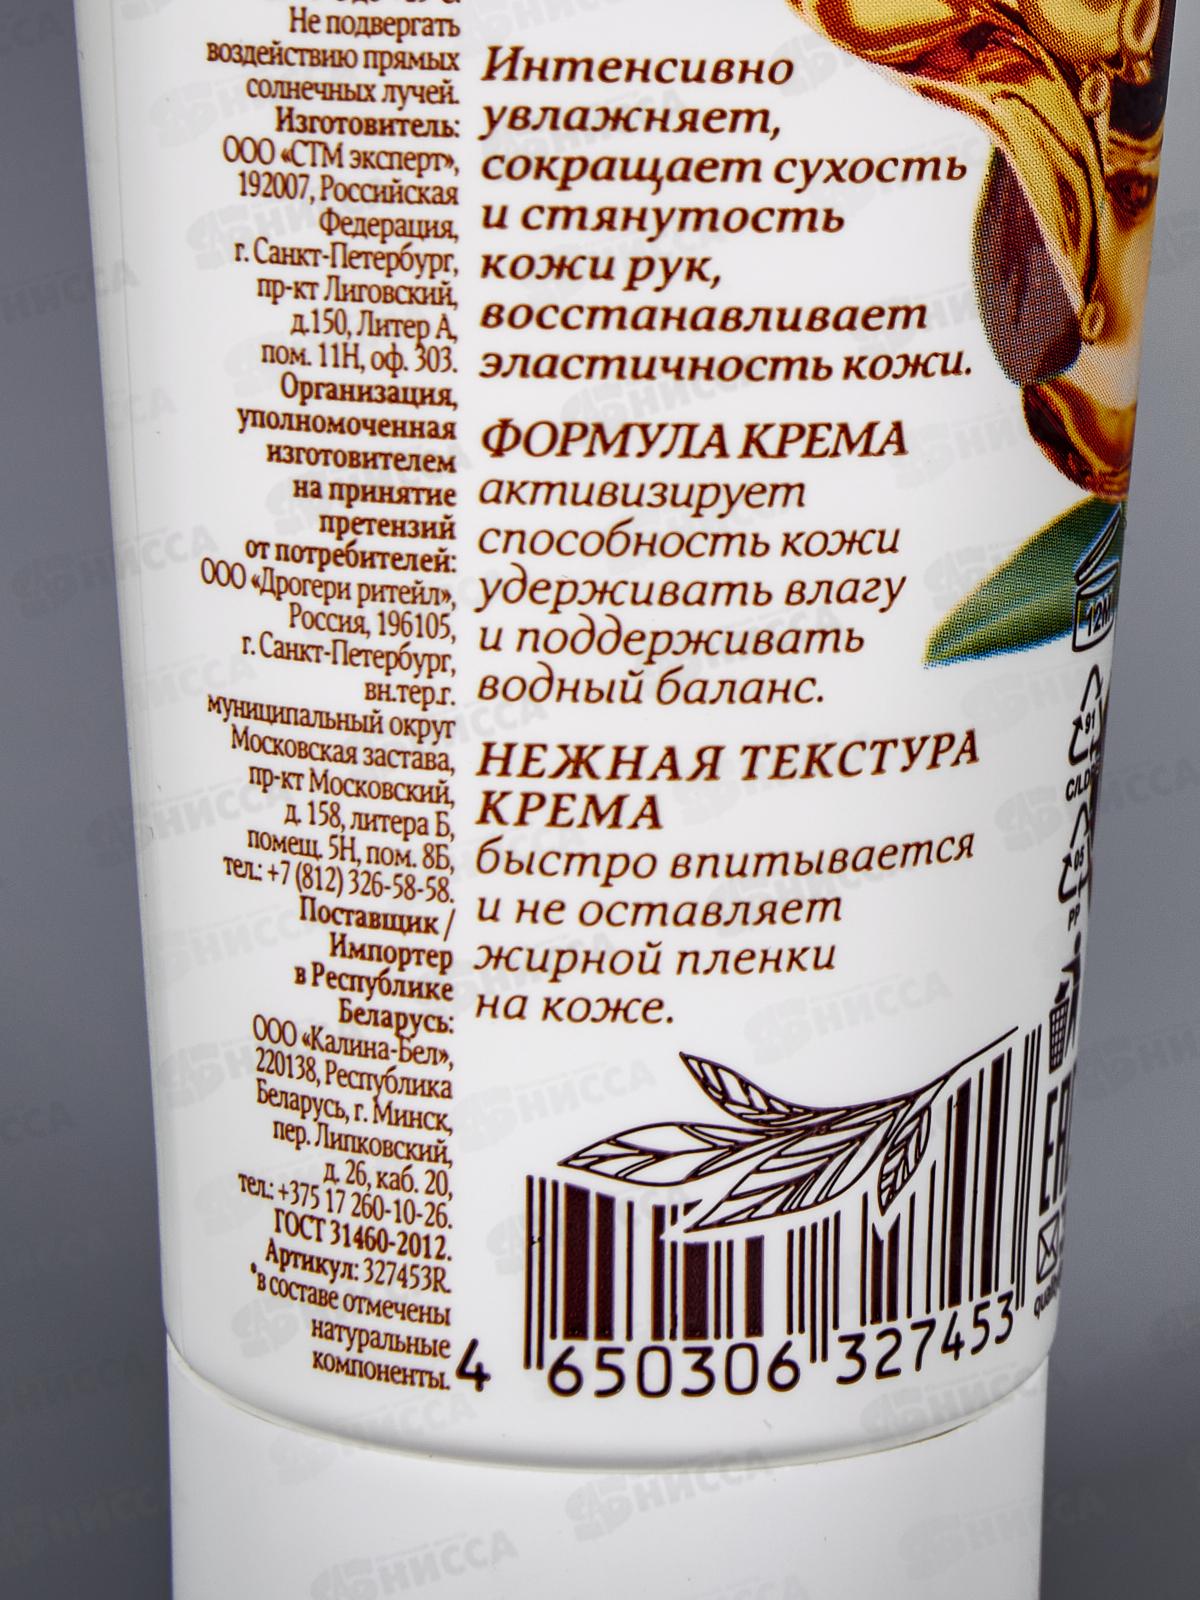 Не подвергать
воздействию прямых
солнечных лучей.
Изготовитель:
ООО «СТМ эксперт»,
192007, Российская
Федерация,
г. Санкт-Петербург,
пр-кт Лиговский,
д.150, Литер А,
пом. 11Н, оф. 303.
Организация,
уполномоченная
изготовителем
на принятие
претензий
от потребителей:
ООО «Дрогери ритейл»,
Россия, 196105,
г. Санкт-Петербург,
вн.тер.г.
муниципальный округ
Московская застава,
пр-кт Московский,
д. 158, литера Б,
помещ. 5Н, пом. 8Б,
тел.: +7 (812) 326-58-58.
Поставщик /
Импортер
в Республике
Беларусь:
ООО «Калина-Бел»,
220138, Республика
Беларусь, г. Минск,
пер. Липковский,
д. 26, каб. 20,
тел.: +375 17 260-10-26.
ГОСТ 31460-2012.
Артикул: 327453R.
*в составе отмечены
натуральные
компоненты.
Интенсивно
увлажняет,
сокращает сухость
и стянутость
кожи рук,
восстанавливает
эластичность кожи.
ФОРМУЛА КРЕМА
активизирует
способность кожи
удерживать влагу
и поддерживать
водный баланс.
НЕЖНАЯ ТЕКСТУРА
КРЕМА
быстро впитывается
и не оставляет
жирной пленки
на коже.
4 650306 327453
12M
91
C/LD
05
PP
НИССА